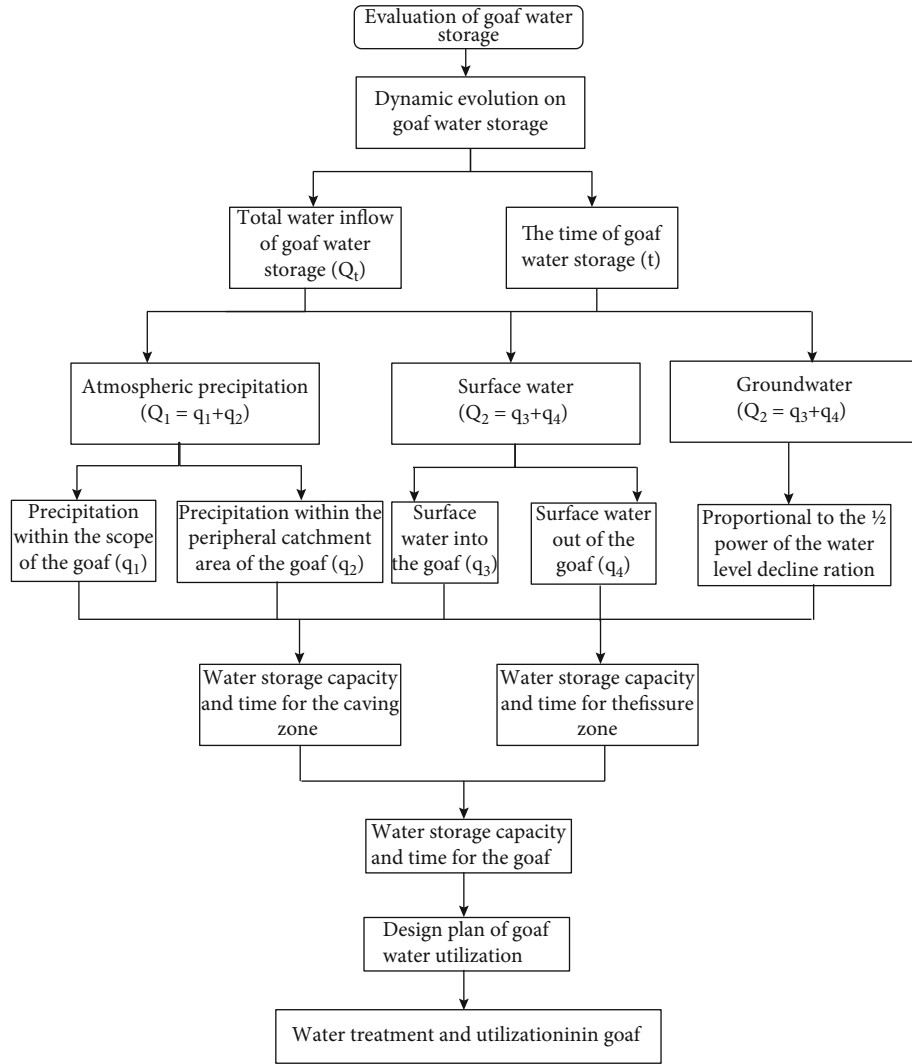 Evaluation of goaf water
storage
Dynamic evolution on
goaf water storage
Total water inflow
of goaf water
storage (Qₜ)
The time of goaf
water storage (t)
Atmospheric precipitation
(Q₁ = q₁+q₂)
Surface water
(Q₂ = q₃+q₄)
Groundwater
(Q₂ = q₃+q₄)
Precipitation
within the scope
of the goaf (q₁)
Precipitation within the
peripheral catchment
area of the goaf (q₂)
Surface
water into
the goaf (q₃)
Surface water
out of the
goaf (q₄)
Proportional to the ½
power of the water
level decline ration
Water storage capacity
and time for the caving
zone
Water storage capacity
and time for thefissure
zone
Water storage capacity
and time for the goaf
Design plan of goaf
water utilization
Water treatment and utilizationinin goaf